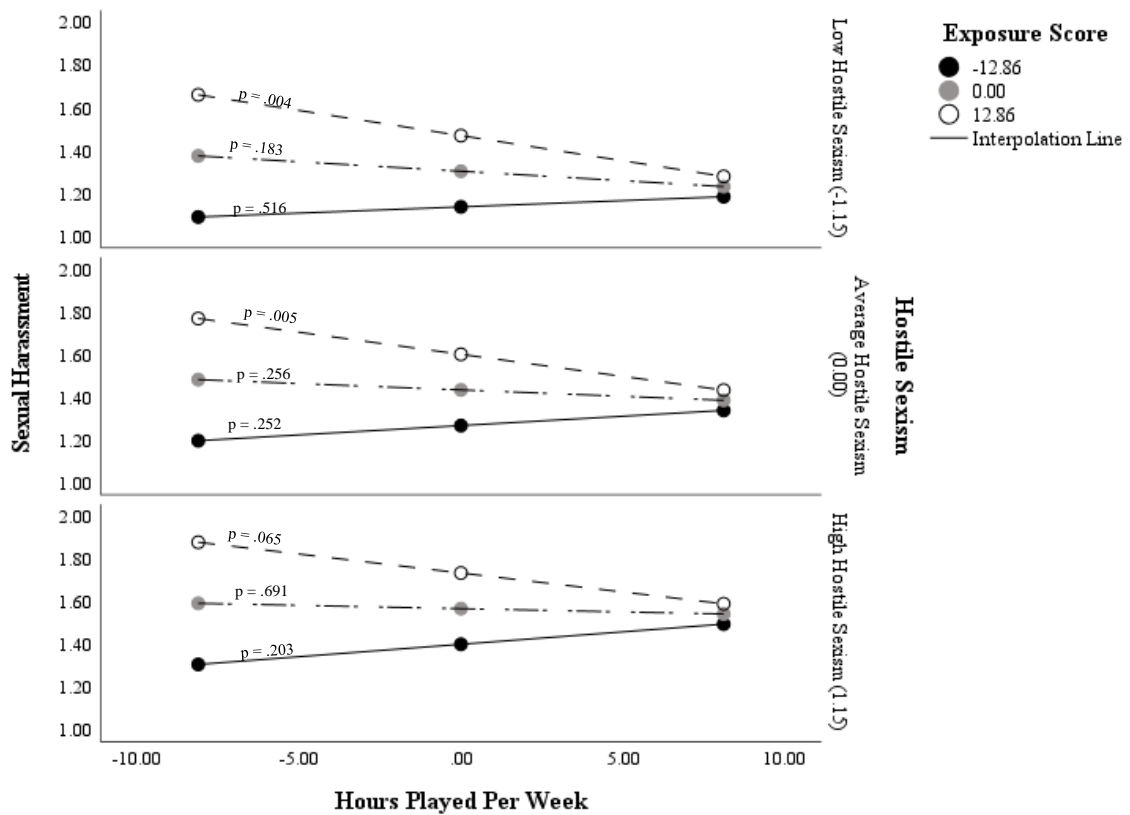 Exposure Score
-12.86
0.00
12.86
Interpolation Line
Sexual Harassment
Hostile Sexism
2.00
1.80
1.60
1.40
1.20
1.00
p = .004
p = .183
p = .516
Low Hostile Sexism (-1.15)
2.00
1.80
1.60
1.40
1.20
1.00
p = .005
p = .256
p = .252
Average Hostile Sexism
(0.00)
2.00
1.80
1.60
1.40
1.20
1.00
p = .065
p = .691
p = .203
High Hostile Sexism (1.15)
-10.00
-5.00
.00
5.00
10.00
Hours Played Per Week